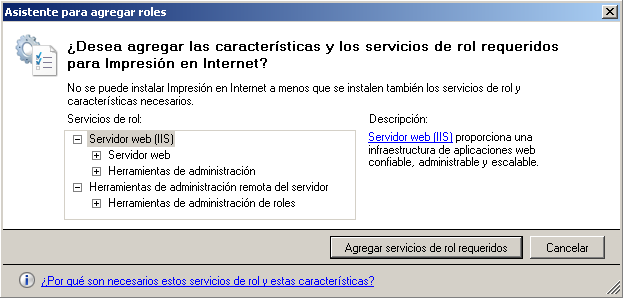 Asistente para agregar roles
¿Desea agregar las características y los servicios de rol requeridos
para Impresión en Internet?
No se puede instalar Impresión en Internet a menos que se instalen también los servicios de rol y
características necesarios.
Servicios de rol:
Servidor web (IIS)
Servidor web
Herramientas de administración
Herramientas de administración remota del servidor
Herramientas de administración de roles
Descripción:
Servidor web (IIS) proporciona una
infraestructura de aplicaciones web
confiable, administrable y escalable.
Agregar servicios de rol requeridos
Cancelar
¿Por qué son necesarios estos servicios de rol y estas características?